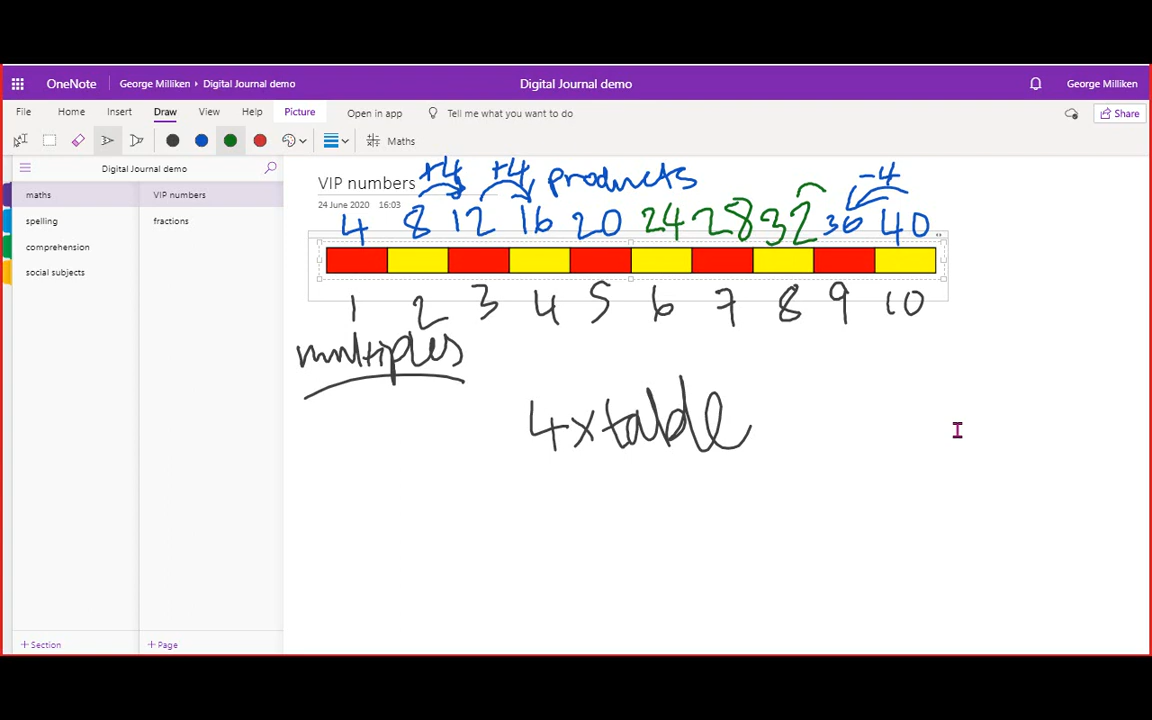 OneNote George Milliken › Digital Journal demo Digital Journal demo George Milliken
File Home Insert Draw View Help Picture Open in app Tell me what you want to do Share
Maths
Digital Journal demo
maths
spelling
comprehension
social subjects
+ Section
VIP numbers
fractions
+ Page
VIP numbers
24 June 2020 16:03
+4 +4 products -4
4 8 12 16 20 24 28 32 36 40
1 2 3 4 5 6 7 8 9 10
multiples
4x table